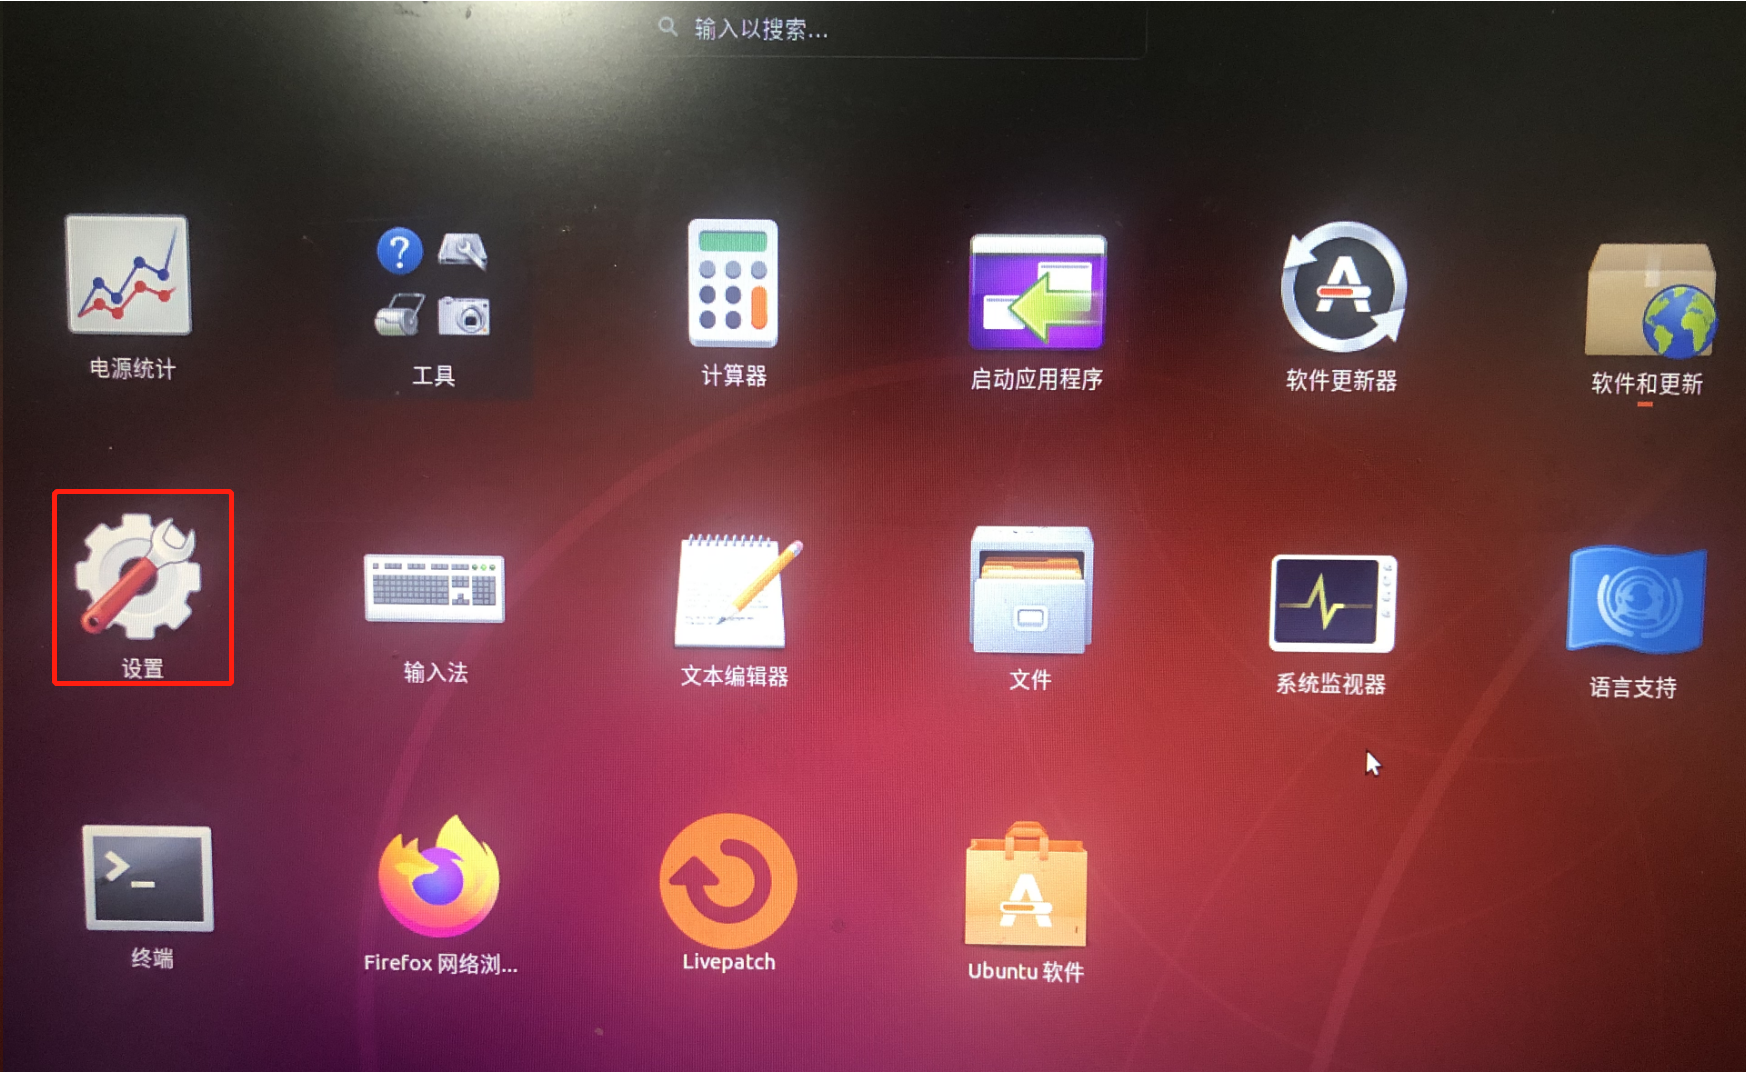 输入以搜索...
电源统计
工具
计算器
启动应用程序
软件更新器
软件和更新
设置
输入法
文本编辑器
文件
系统监视器
语言支持
终端
Firefox 网络浏...
Livepatch
Ubuntu 软件